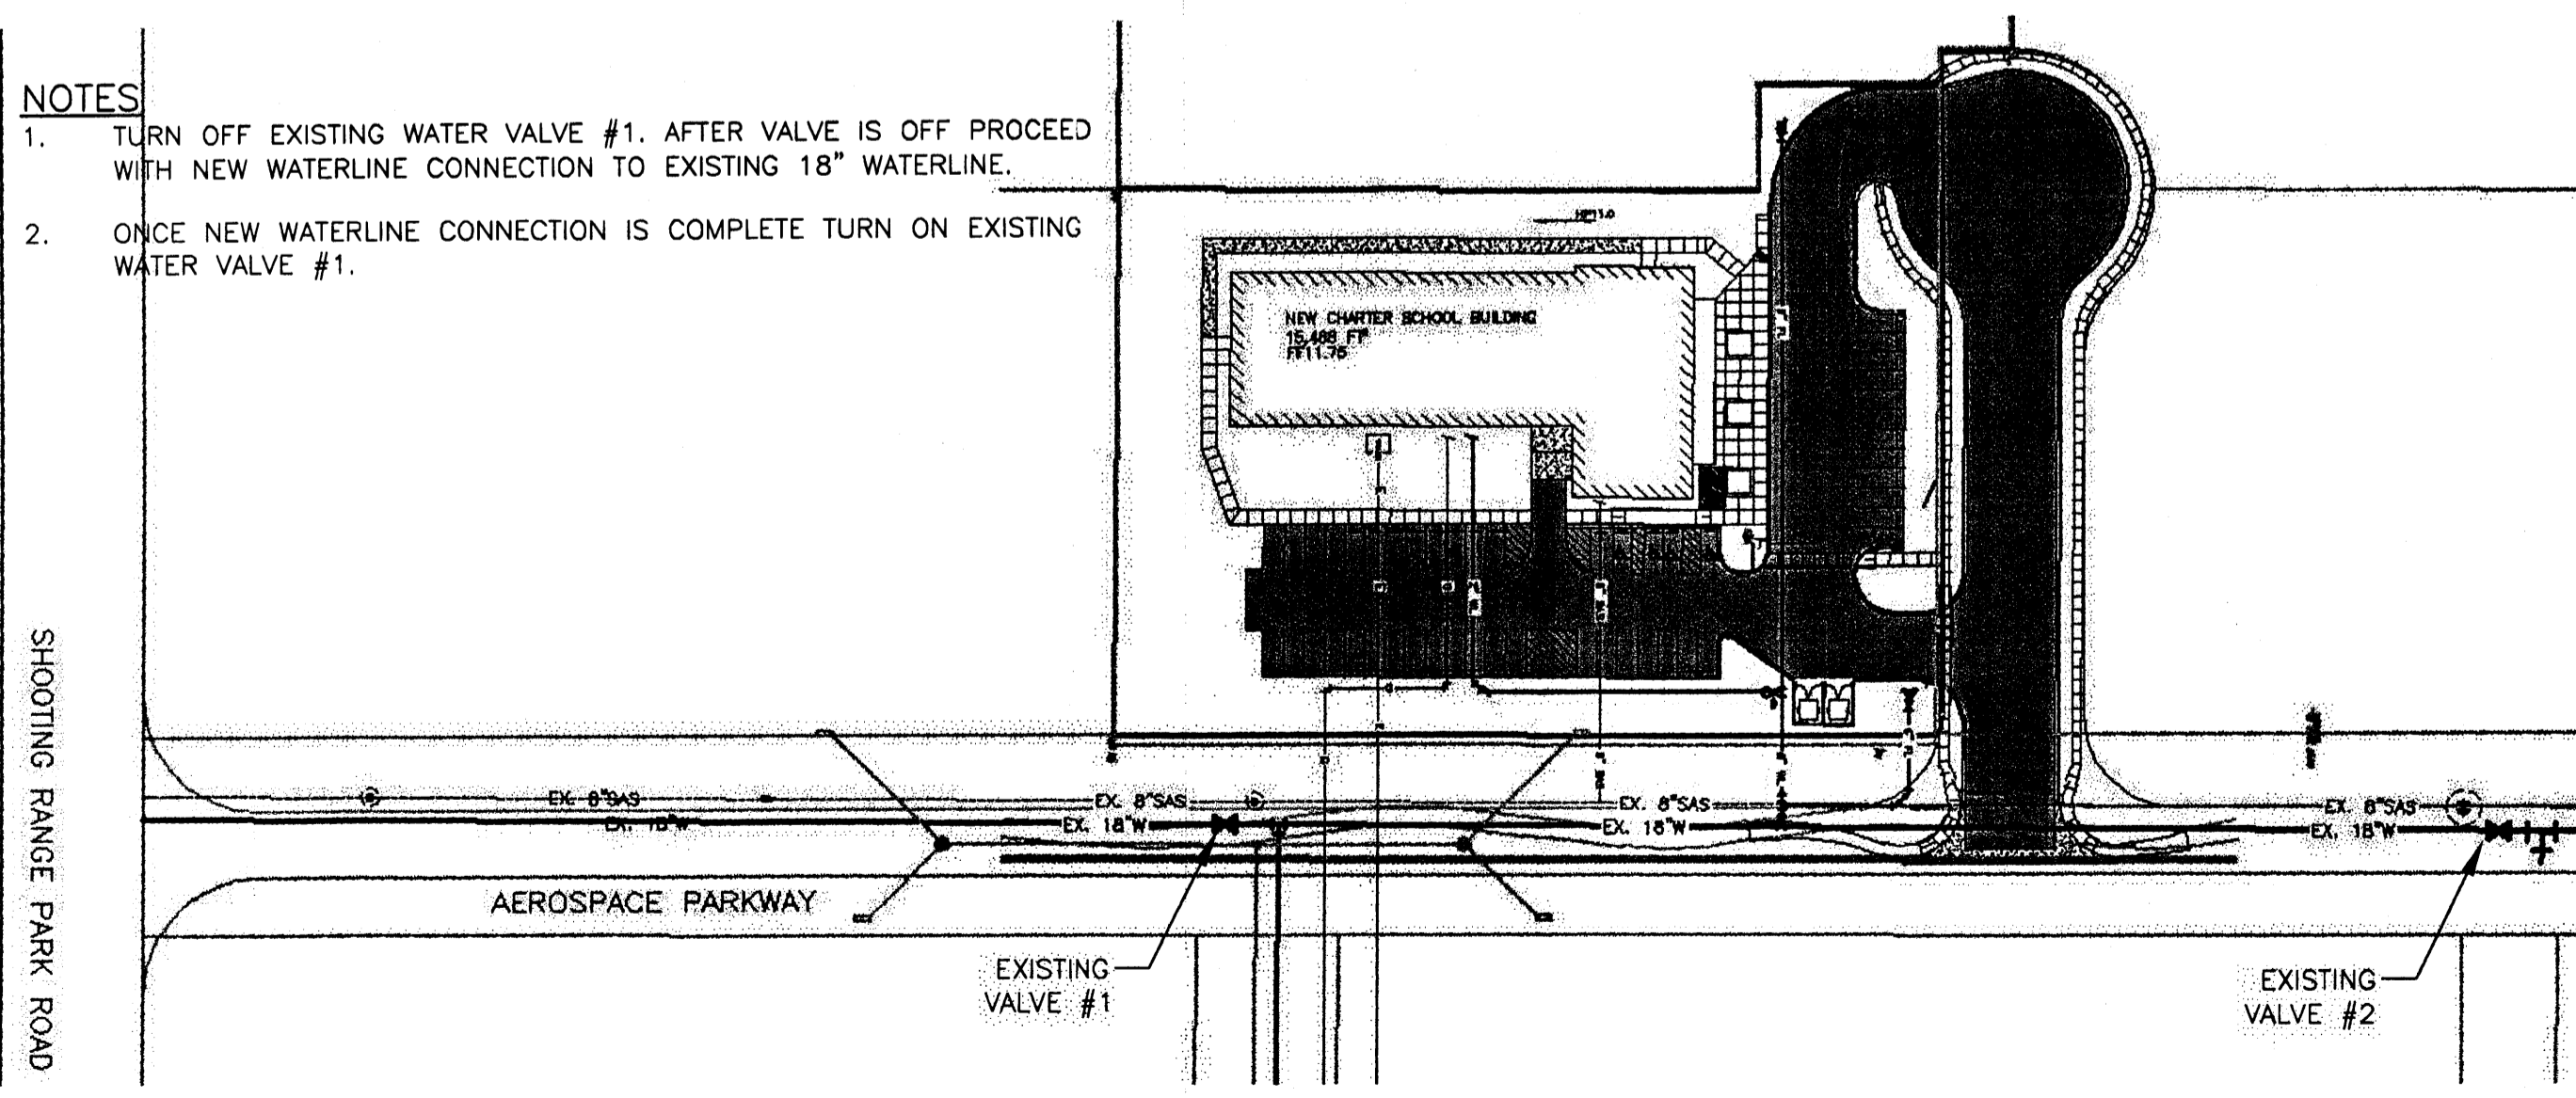 NOTES
1. TURN OFF EXISTING WATER VALVE #1. AFTER VALVE IS OFF PROCEED
WITH NEW WATERLINE CONNECTION TO EXISTING 18" WATERLINE.
2. ONCE NEW WATERLINE CONNECTION IS COMPLETE TURN ON EXISTING
WATER VALVE #1.
NEW CHARTER SCHOOL BUILDING
SHOOTING RANGE PARK ROAD
EX. 8"SAS
EX. 8"SAS
EX. 8"SAS
EX. 8"SAS
EX. 18"W
EX. 18"W
EX. 18"W
EX. 18"W
AEROSPACE PARKWAY
EXISTING
VALVE #1
EXISTING
VALVE #2